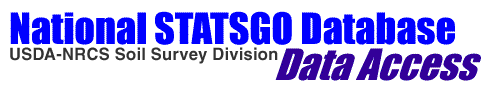 National STATSGO Database
USDA-NRCS Soil Survey Division
Data Access